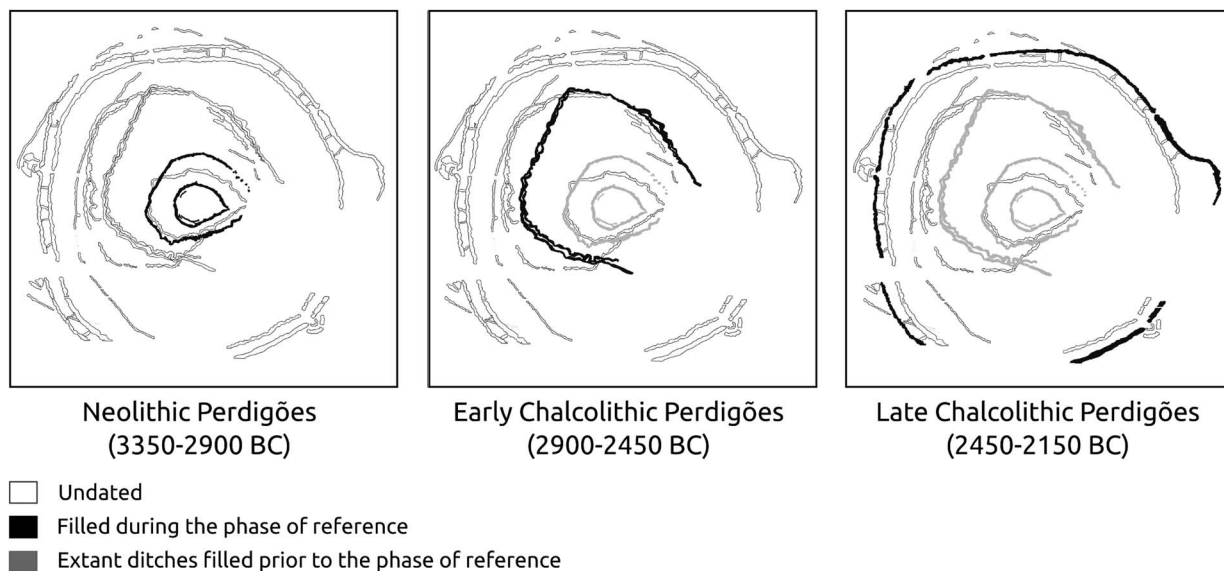 Neolithic Perdigões
(3350-2900 BC)
Early Chalcolithic Perdigões
(2900-2450 BC)
Late Chalcolithic Perdigões
(2450-2150 BC)
Undated
Filled during the phase of reference
Extant ditches filled prior to the phase of reference